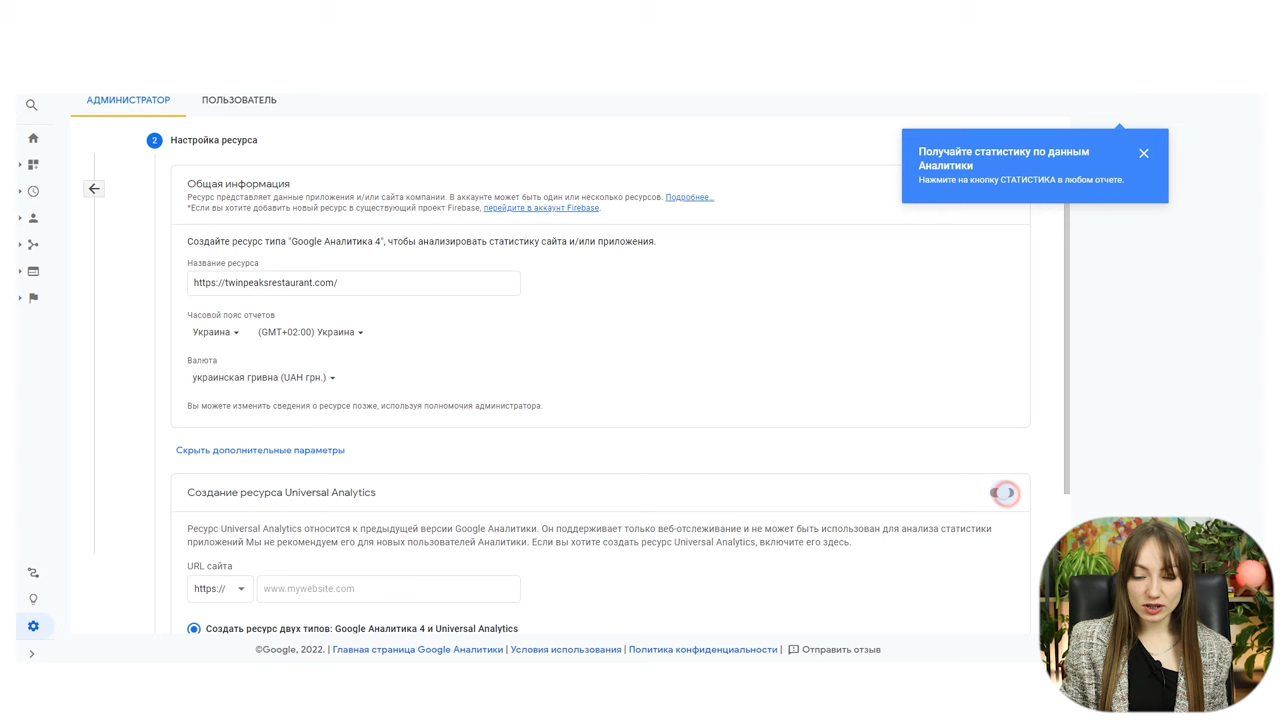 АДМИНИСТРАТОР ПОЛЬЗОВАТЕЛЬ
2 Настройка ресурса
Получайте статистику по данным
Аналитики
Нажмите на кнопку СТАТИСТИКА в любом отчете.
Общая информация
Ресурс представляет данные приложения и/или сайта компании. В аккаунте может быть один или несколько ресурсов. Подробнее...
*Если вы хотите добавить новый ресурс в существующий проект Firebase, перейдите в аккаунт Firebase.
Создайте ресурс типа "Google Аналитика 4", чтобы анализировать статистику сайта и/или приложения.
Название ресурса
https://twinpeaksrestaurant.com/
Часовой пояс отчетов
Украина (GMT+02:00) Украина
Валюта
украинская гривна (UAH грн.)
Вы можете изменить сведения о ресурсе позже, используя полномочия администратора.
Скрыть дополнительные параметры
Создание ресурса Universal Analytics
Ресурс Universal Analytics относится к предыдущей версии Google Аналитики. Он поддерживает только веб-отслеживание и не может быть использован для анализа статистики
приложений Мы не рекомендуем его для новых пользователей Аналитики. Если вы хотите создать ресурс Universal Analytics, включите его здесь.
URL сайта
https:// www.mywebsite.com
Создать ресурс двух типов: Google Аналитика 4 и Universal Analytics
©Google, 2022. | Главная страница Google Аналитики | Условия использования | Политика конфиденциальности | Отправить отзыв